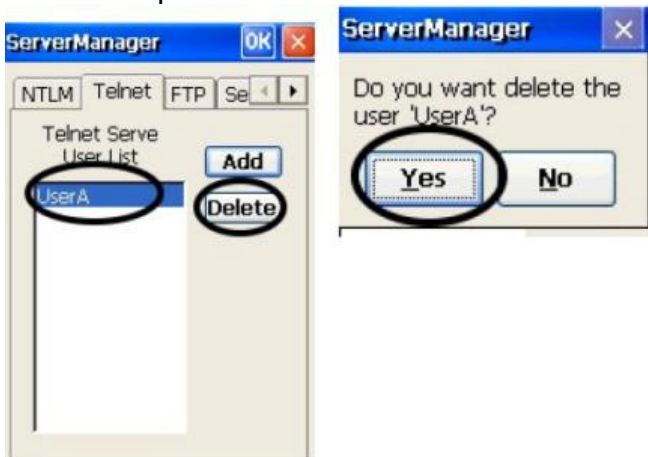 ServerManager OK
NTLM Telnet FTP Se
Telnet Serve
User List
Add
UserA
Delete
ServerManager
Do you want delete the
user 'UserA'?
Yes No